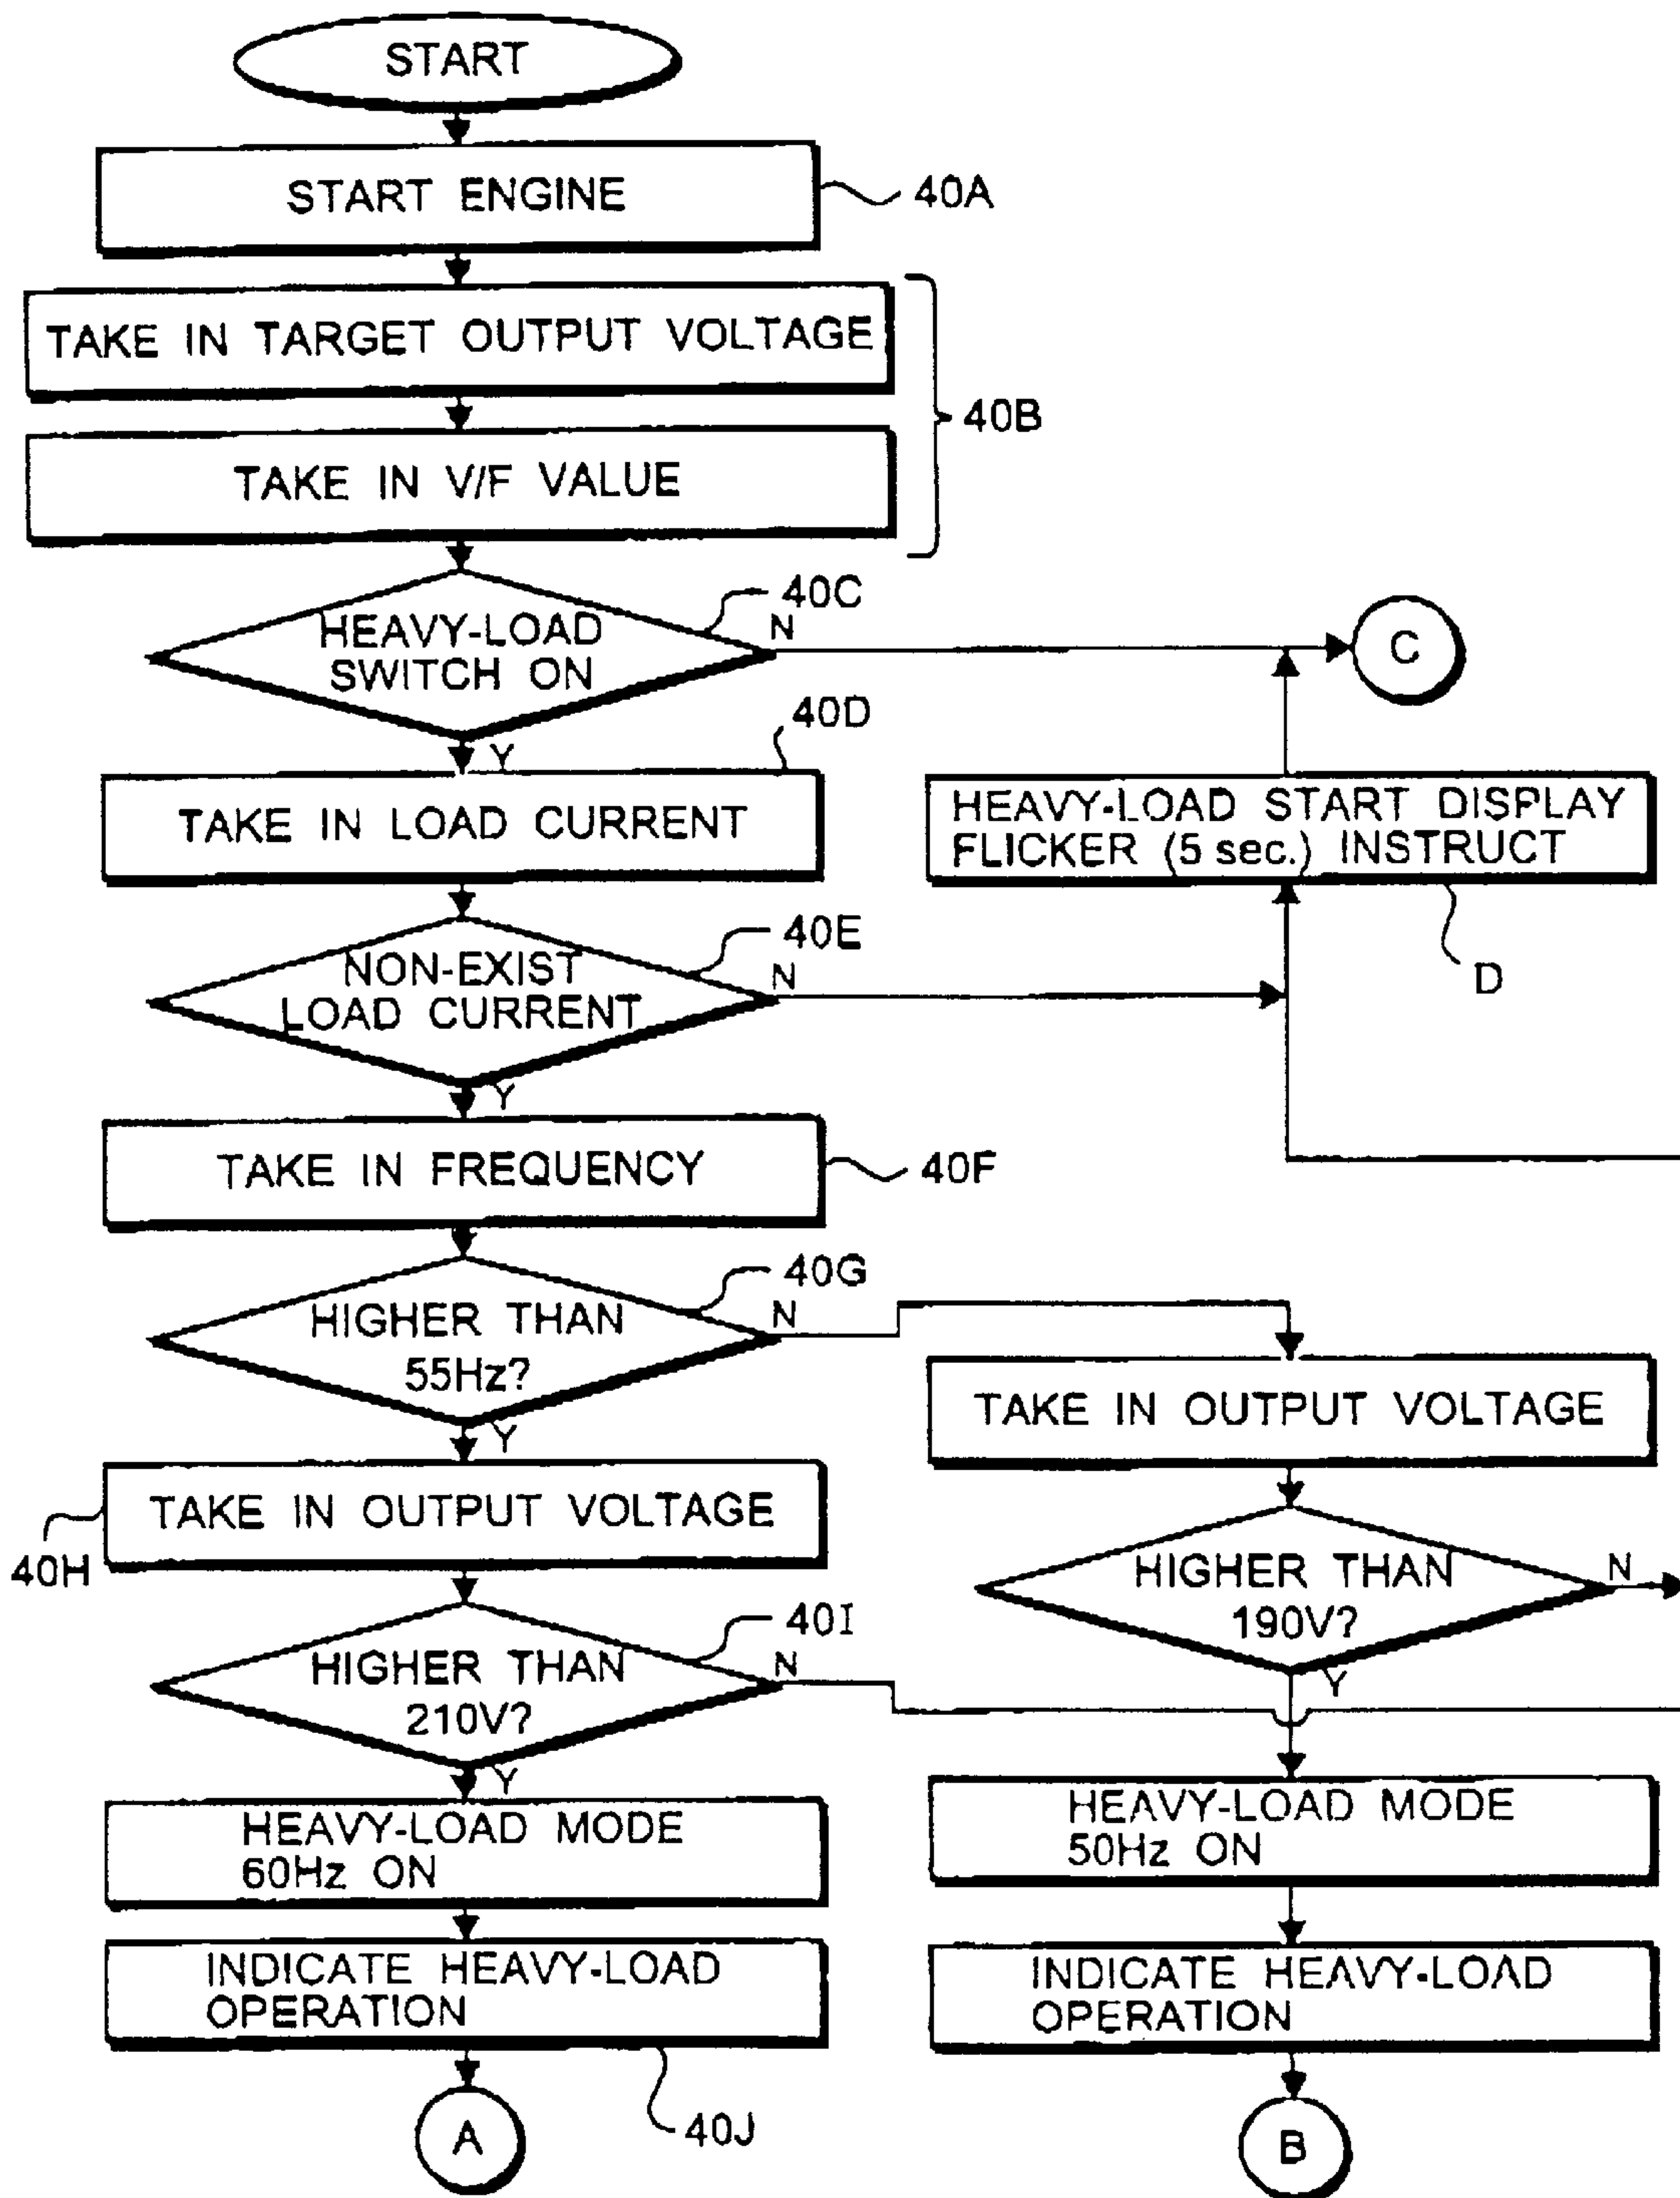 START
START ENGINE
40A
TAKE IN TARGET OUTPUT VOLTAGE
40B
TAKE IN V/F VALUE
40C
HEAVY-LOAD
SWITCH ON
N
C
Y
40D
TAKE IN LOAD CURRENT
HEAVY-LOAD START DISPLAY
FLICKER (5 sec.) INSTRUCT
D
40E
NON-EXIST
LOAD CURRENT
N
Y
TAKE IN FREQUENCY
40F
40G
HIGHER THAN
55Hz?
N
Y
TAKE IN OUTPUT VOLTAGE
TAKE IN OUTPUT VOLTAGE
40H
HIGHER THAN
190V?
N
Y
40I
HIGHER THAN
210V?
N
Y
HEAVY-LOAD MODE
60Hz ON
HEAVY-LOAD MODE
50Hz ON
INDICATE HEAVY-LOAD
OPERATION
40J
INDICATE HEAVY-LOAD
OPERATION
A
B